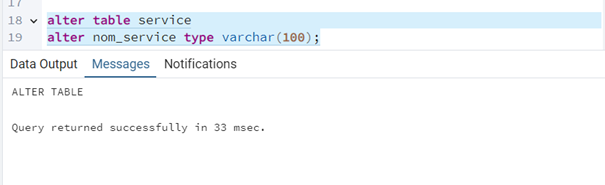 17
18 alter table service
19 alter nom_service type varchar(100);
Data Output Messages Notifications
ALTER TABLE
Query returned successfully in 33 msec.